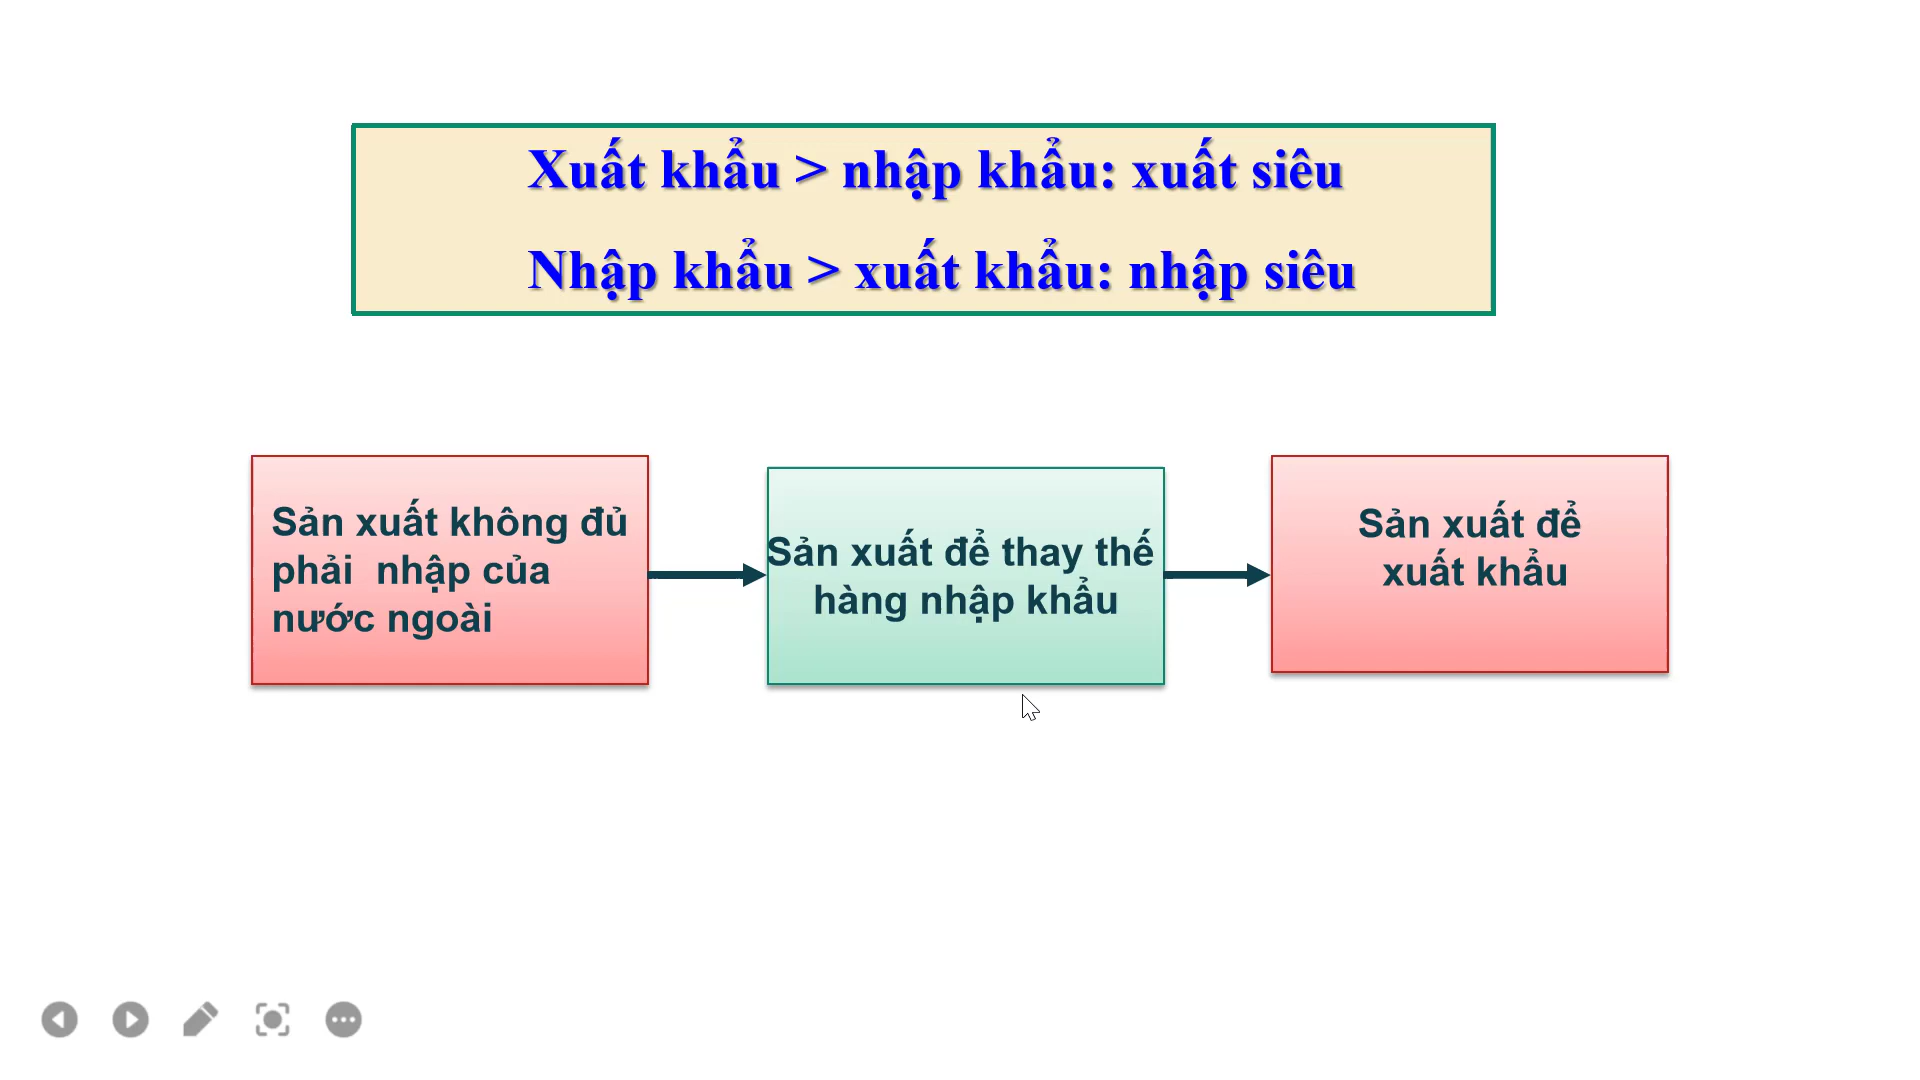 Xuất khẩu > nhập khẩu: xuất siêu
Nhập khẩu > xuất khẩu: nhập siêu
Sản xuất không đủ
phải nhập của
nước ngoài
Sản xuất để thay thế
hàng nhập khẩu
Sản xuất để
xuất khẩu